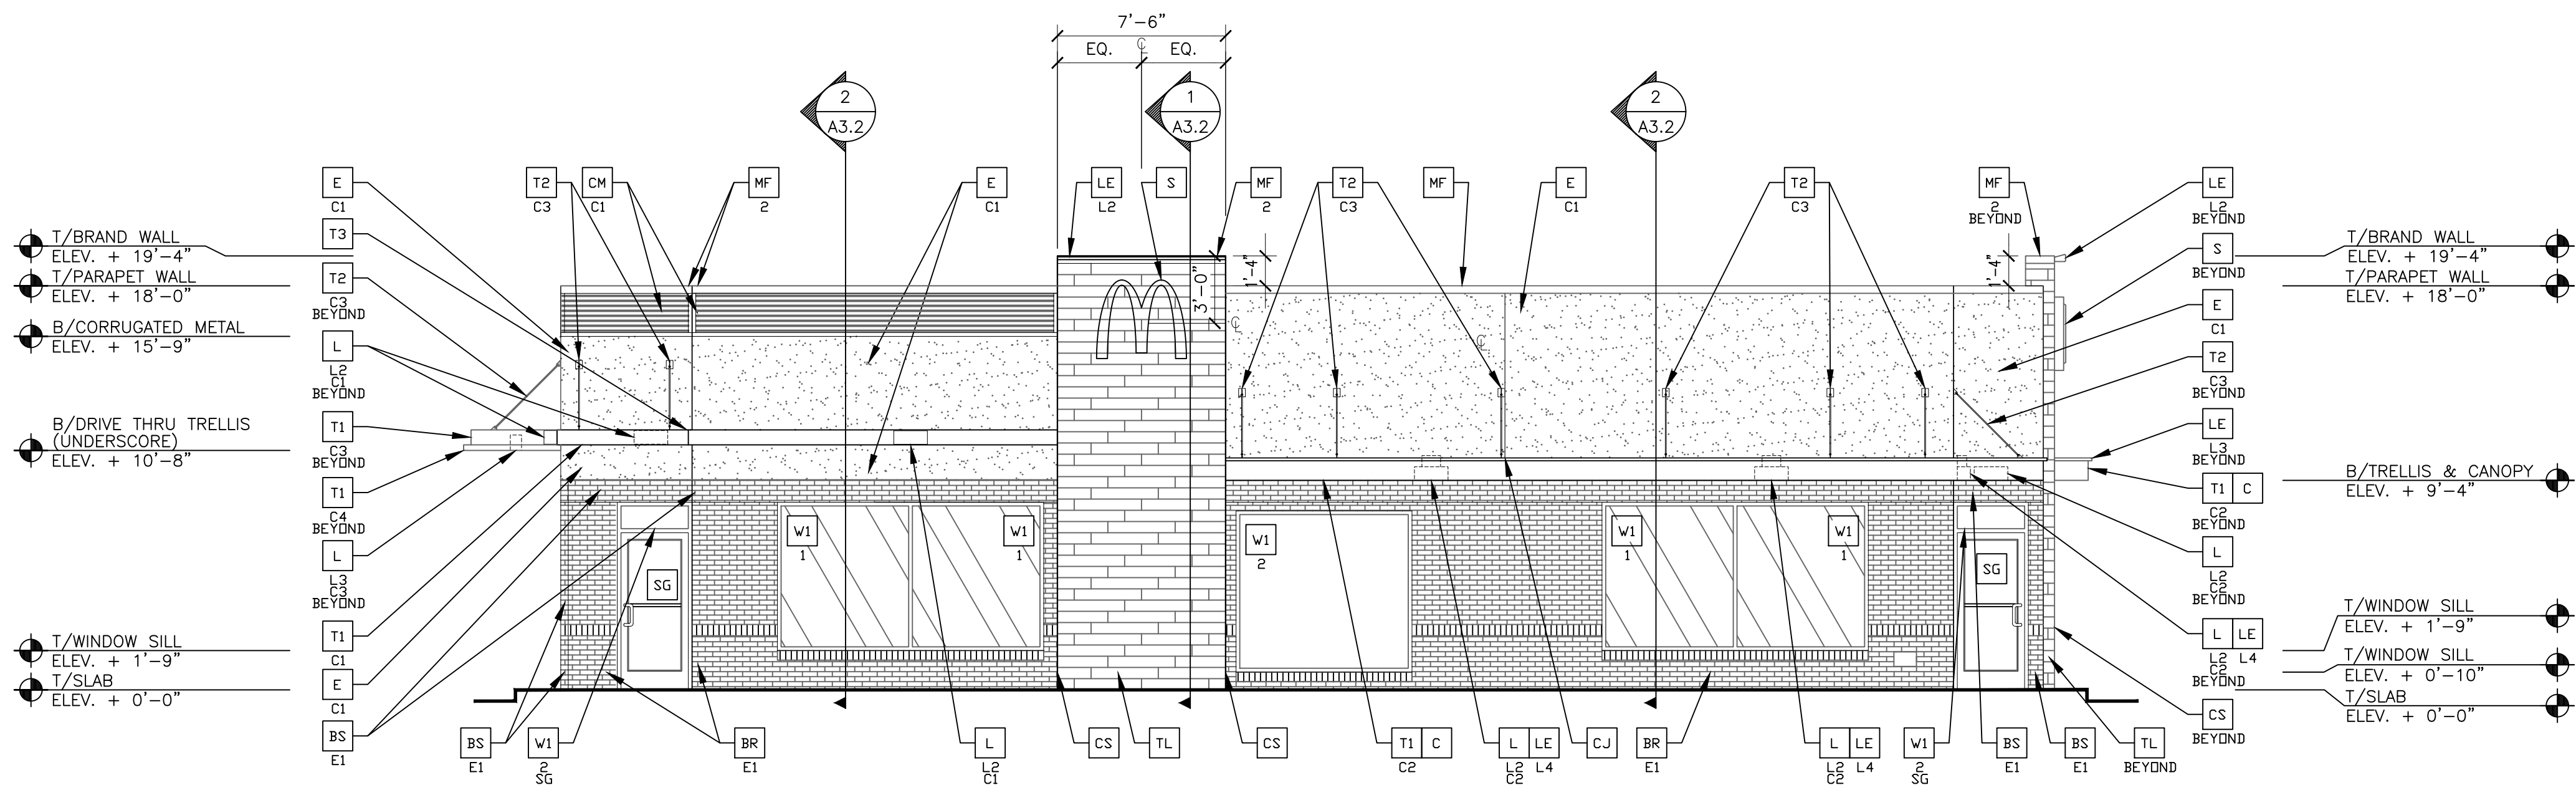 7'-6"
EQ. ℄ EQ.
2
A3.2
1
A3.2
2
A3.2
E
C1
T2
C3
CM
C1
MF
2
E
C1
LE
L2
S
MF
2
T2
C3
MF
E
C1
T2
C3
MF
2
BEYOND
LE
L2
BEYOND
T/BRAND WALL
ELEV. + 19'-4"
T/PARAPET WALL
ELEV. + 18'-0"
B/CORRUGATED METAL
ELEV. + 15'-9"
B/DRIVE THRU TRELLIS
(UNDERSCORE)
ELEV. + 10'-8"
T/WINDOW SILL
ELEV. + 1'-9"
T/SLAB
ELEV. + 0'-0"
T3
T2
C3
BEYOND
L
L2
C1
BEYOND
T1
C3
BEYOND
T1
C4
BEYOND
L
L3
C3
BEYOND
T1
C1
E
C1
BS
E1
3'-0"
℄
1'-4"
℄
1'-4"
SG
W1
1
W1
1
W1
2
W1
1
W1
1
SG
S
BEYOND
E
C1
T2
C3
BEYOND
LE
L3
BEYOND
T1 C
C2
BEYOND
L
L2
C2
BEYOND
L LE
L2 L4
C2
BEYOND
CS
BEYOND
T/BRAND WALL
ELEV. + 19'-4"
T/PARAPET WALL
ELEV. + 18'-0"
B/TRELLIS & CANOPY
ELEV. + 9'-4"
T/WINDOW SILL
ELEV. + 1'-9"
T/WINDOW SILL
ELEV. + 0'-10"
T/SLAB
ELEV. + 0'-0"
BS
E1
W1
2
SG
BR
E1
L
L2
C1
CS
TL
CS
T1 C
C2
L LE
L2 L4
C2
CJ
BR
E1
L LE
L2 L4
C2
W1
2
SG
BS
E1
BS
E1
TL
BEYOND